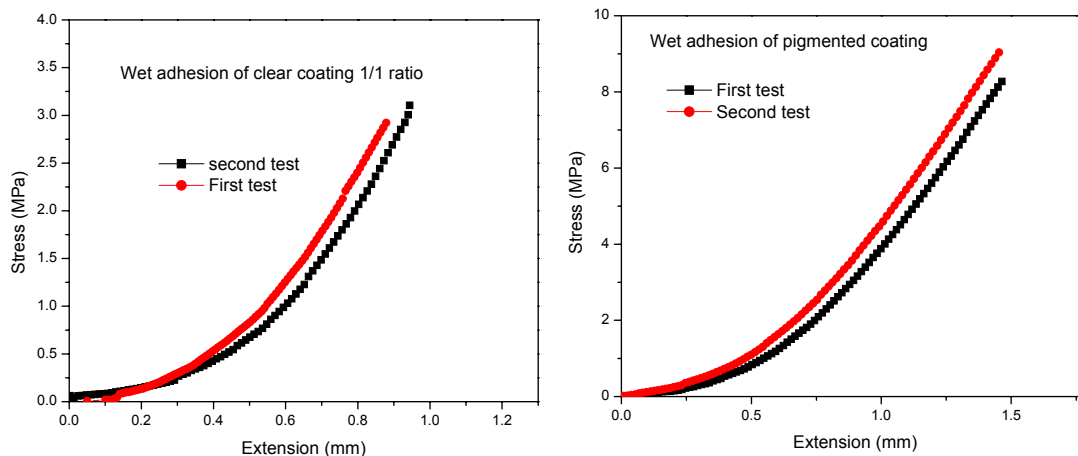 4.0
3.5
3.0
2.5
2.0
1.5
1.0
0.5
0.0
Stress (MPa)
Wet adhesion of clear coating 1/1 ratio
second test
First test
0.0 0.2 0.4 0.6 0.8 1.0 1.2
Extension (mm)
10
8
6
4
2
0
Stress (MPa)
Wet adhesion of pigmented coating
First test
Second test
0.0 0.5 1.0 1.5
Extension (mm)